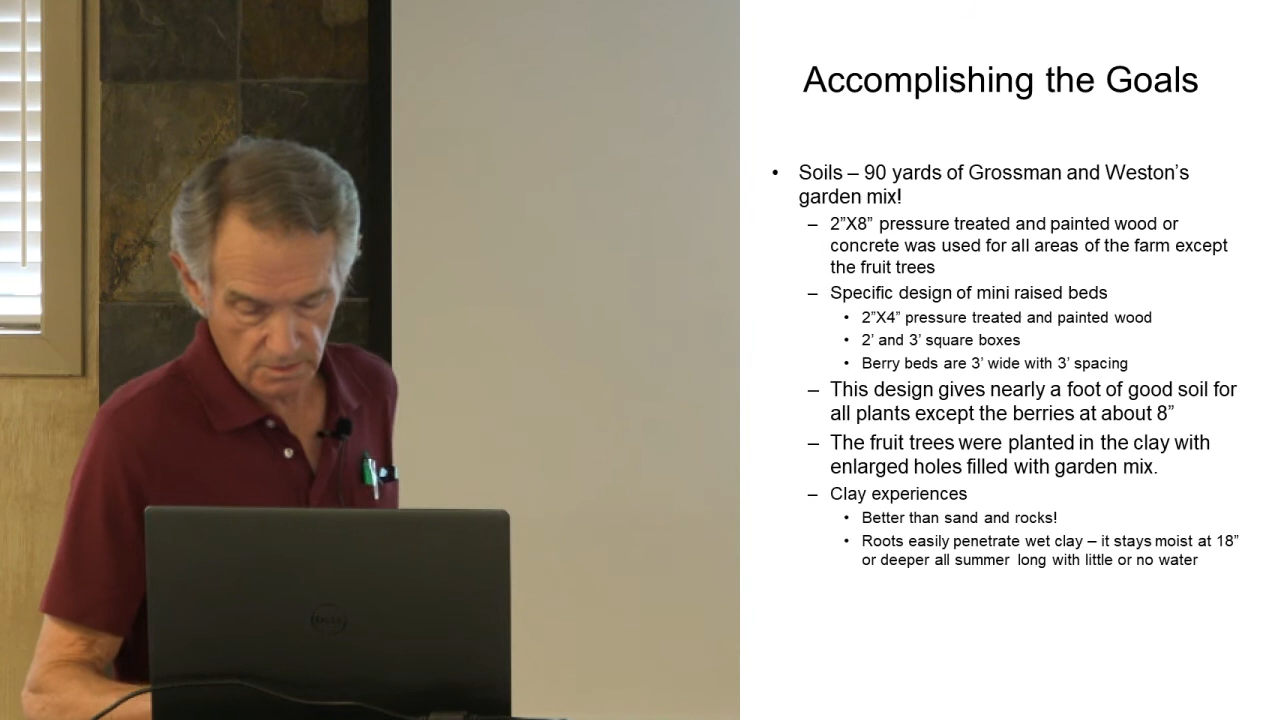 Accomplishing the Goals
• Soils – 90 yards of Grossman and Weston's
garden mix!
– 2”X8” pressure treated and painted wood or
concrete was used for all areas of the farm except
the fruit trees
– Specific design of mini raised beds
• 2”X4” pressure treated and painted wood
• 2’ and 3’ square boxes
• Berry beds are 3’ wide with 3’ spacing
– This design gives nearly a foot of good soil for
all plants except the berries at about 8”
– The fruit trees were planted in the clay with
enlarged holes filled with garden mix.
– Clay experiences
• Better than sand and rocks!
• Roots easily penetrate wet clay – it stays moist at 18”
or deeper all summer long with little or no water
DELL